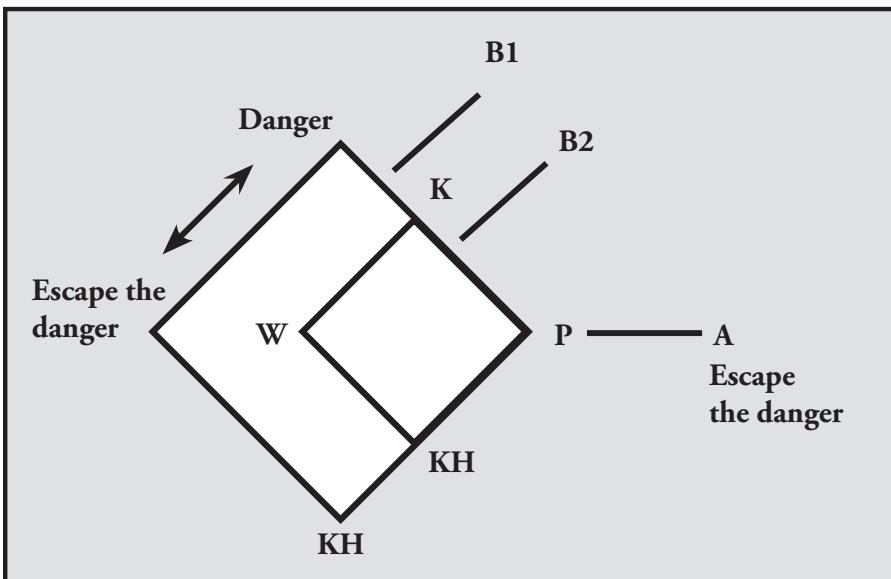 B1
Danger
B2
K
Escape the
danger
W
P
A
Escape
the danger
KH
KH